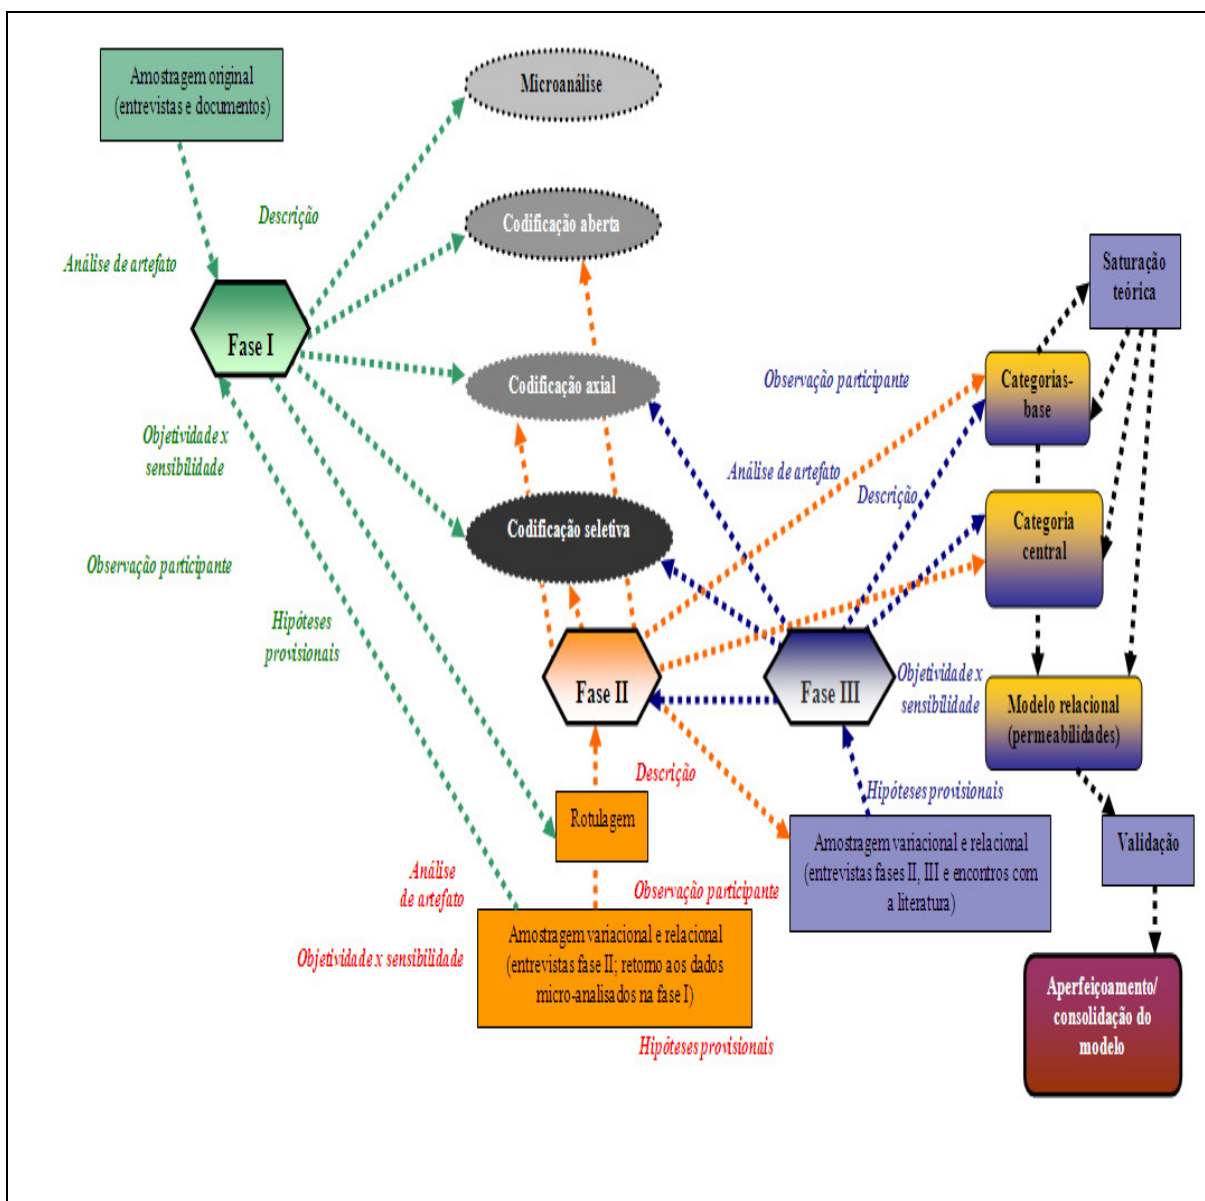 Amostragem original
(entrevistas e documentos)
Microanálise
Descrição
Codificação aberta
Análise de artefato
Saturação
teórica
Fase I
Codificação axial
Observação participante
Categorias-
base
Objetividade x
sensibilidade
Análise de artefato
Descrição
Codificação seletiva
Categoria
central
Observação participante
Hipóteses
provisionais
Fase II
Fase III
Objetividade x
sensibilidade
Modelo relacional
(permeabilidades)
Descrição
Hipóteses provisionais
Rotulagem
Amostragem variacional e relacional
(entrevistas fases II, III e encontros com
a literatura)
Validação
Análise
de artefato
Observação participante
Objetividade x sensibilidade
Amostragem variacional e relacional
(entrevistas fase II; retorno aos dados
micro-analisados na fase I)
Hipóteses provisionais
Aperfeiçoamento/
consolidação do
modelo